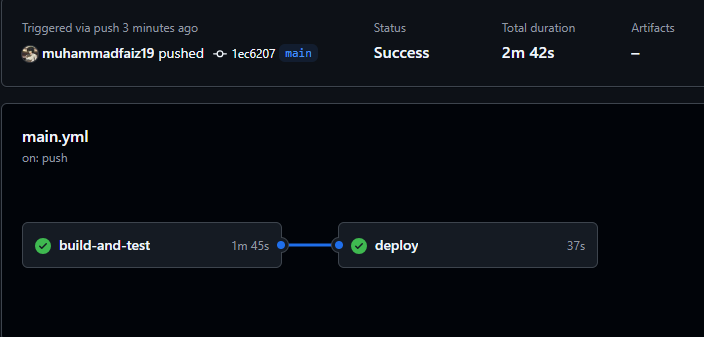 Triggered via push 3 minutes ago
muhammadfaiz19 pushed 1ec6207 main
Status
Success
Total duration
2m 42s
Artifacts
–
main.yml
on: push
build-and-test 1m 45s
deploy 37s